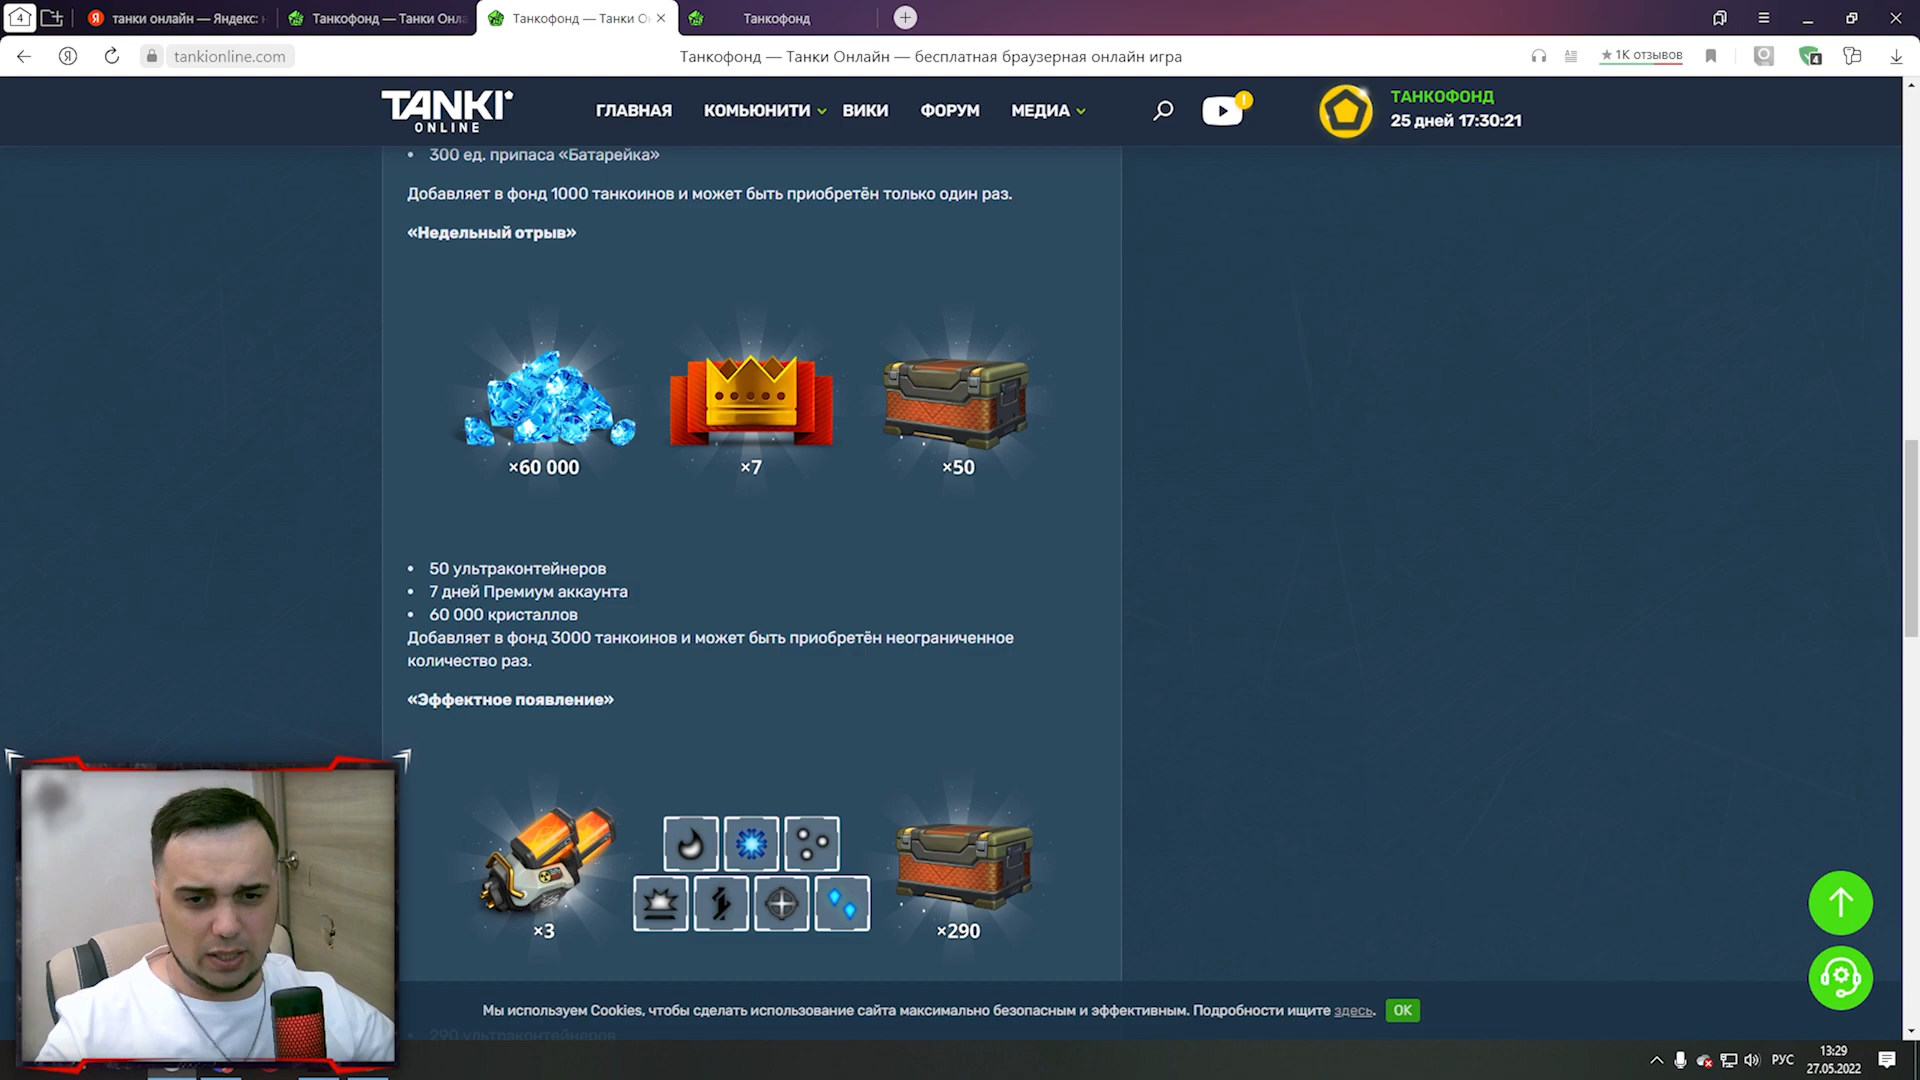 4
танки онлайн — Яндекс:
Танкофонд — Танки Онла
Танкофонд — Танки О
Танкофонд
tankionline.com
Танкофонд — Танки Онлайн — бесплатная браузерная онлайн игра
★ 1К отзывов
4
TANKI
ONLINE
ГЛАВНАЯ
КОМЬЮНИТИ
ВИКИ
ФОРУМ
МЕДИА
ТАНКОФОНД
25 дней 17:30:21
• 300 ед. припаса «Батарейка»
Добавляет в фонд 1000 танкоинов и может быть приобретён только один раз.
«Недельный отрыв»
×60 000
×7
×50
• 50 ультраконтейнеров
• 7 дней Премиум аккаунта
• 60 000 кристаллов
Добавляет в фонд 3000 танкоинов и может быть приобретён неограниченное
количество раз.
«Эффектное появление»
×3
×290
Мы используем Cookies, чтобы сделать использование сайта максимально безопасным и эффективным. Подробности ищите здесь.
OK
• 290 ультраконтейнеров
РУС
13:29
27.05.2022